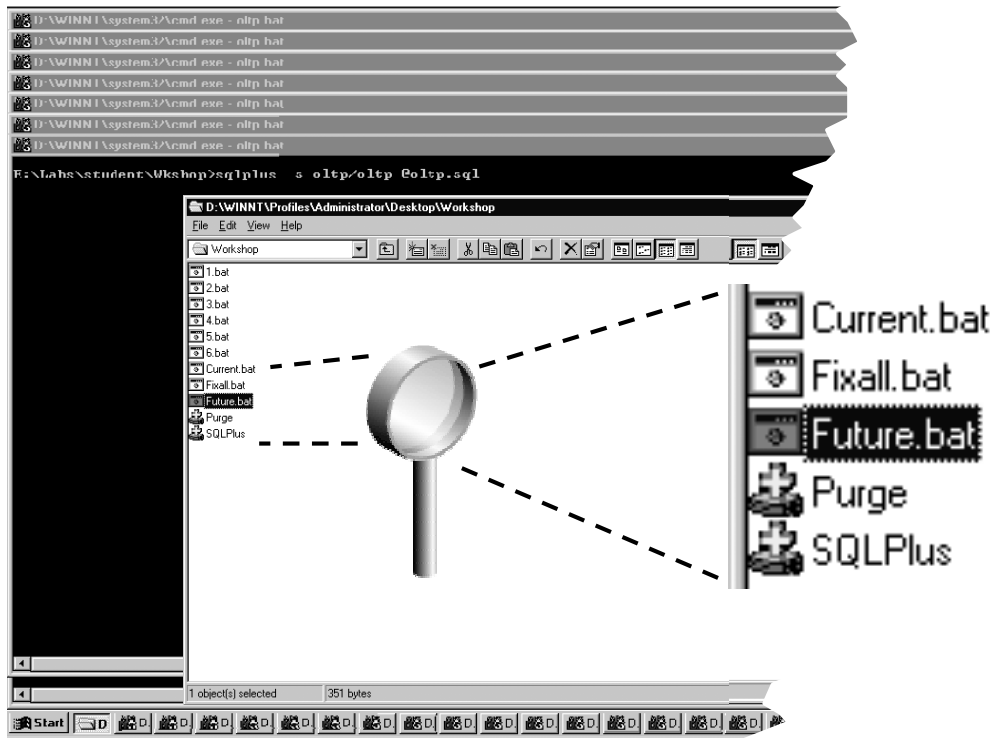 D:\WINNT\system32\cmd.exe - oltp.bat
D:\WINNT\system32\cmd.exe - oltp.bat
D:\WINNT\system32\cmd.exe - oltp.bat
D:\WINNT\system32\cmd.exe - oltp.bat
D:\WINNT\system32\cmd.exe - oltp.bat
D:\WINNT\system32\cmd.exe - oltp.bat
D:\WINNT\system32\cmd.exe - oltp.bat
E:\Labs\student\Wkshop>sqlplus -s oltp/oltp @oltp.sql
D:\WINNT\Profiles\Administrator\Desktop\Workshop
File Edit View Help
Workshop
1.bat
2.bat
3.bat
4.bat
5.bat
6.bat
Current.bat
Fixall.bat
Future.bat
Purge
SQLPlus
Current.bat
Fixall.bat
Future.bat
Purge
SQLPlus
1 object(s) selected 351 bytes
Start D D. D. D. D. D. D. D. D. D. D. D. D. D. D. D. D.